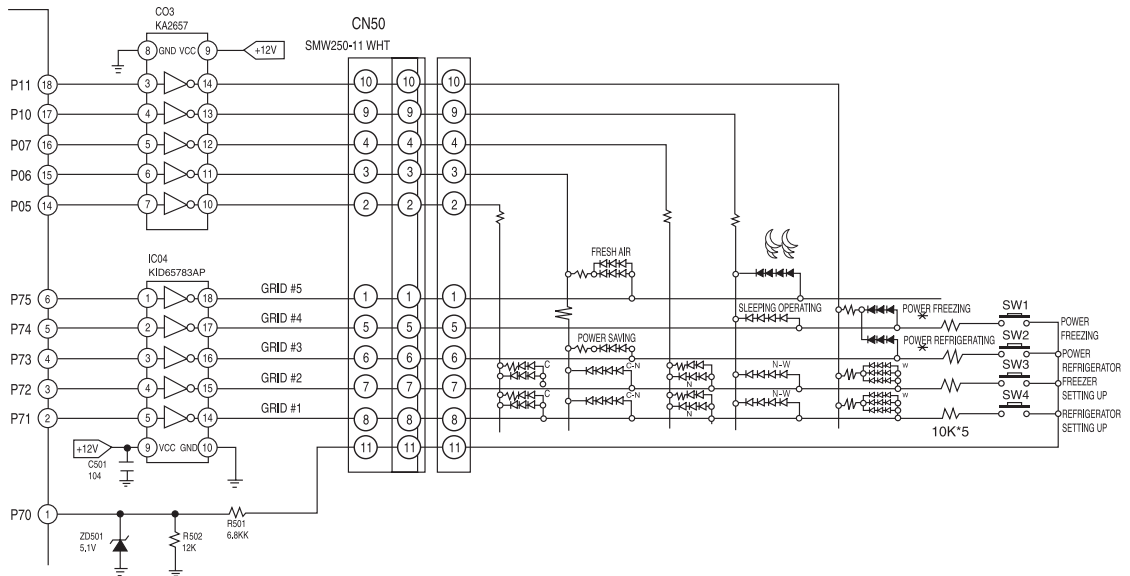 CO3
KA2657
CN50
SMW250-11 WHT
8 GND VCC 9
+12V
P11 18 3 14 10 10 10
P10 17 4 13 9 9 9
P07 16 5 12 4 4 4
P06 15 6 11 3 3 3
P05 14 7 10 2 2 2
IC04
KID65783AP
FRESH AIR
P75 6 1 18 GRID #5 1 1 1
SLEEPING OPERATING
POWER FREEZING
SW1
P74 5 2 17 GRID #4 5 5 5
POWER FREEZING
POWER SAVING
POWER REFRIGERATING
SW2
P73 4 3 16 GRID #3 6 6 6
POWER REFRIGERATOR
C C-N N N-W w
SW3
P72 3 4 15 GRID #2 7 7 7
FREEZER SETTING UP
C C-N N N-W w
SW4
P71 2 5 14 GRID #1 8 8 8
REFRIGERATOR SETTING UP
10K*5
+12V
9 VCC GND 10
11 11 11
C501
104
P70 1
R501
6.8KK
ZD501
5.1V
R502
12K